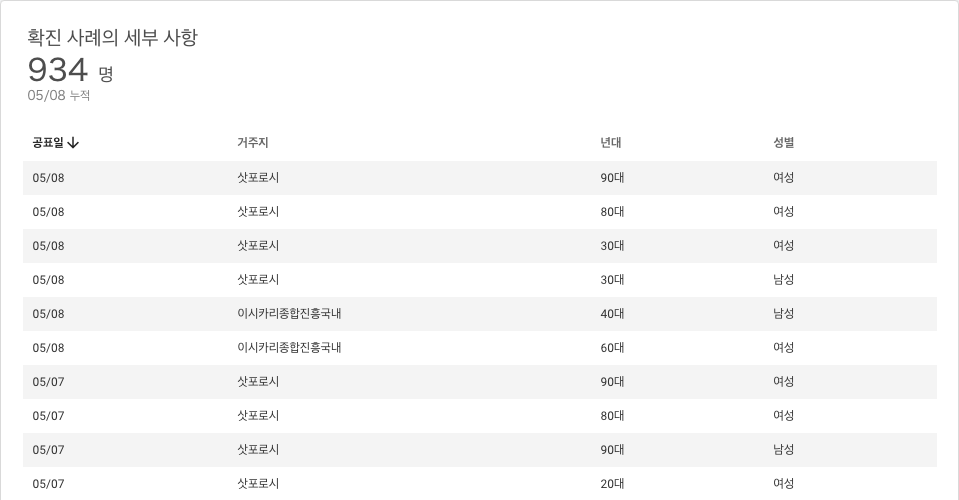 확진 사례의 세부 사항
934 명
05/08 누적
공표일 거주지 년대 성별
05/08 삿포로시 90대 여성
05/08 삿포로시 80대 여성
05/08 삿포로시 30대 여성
05/08 삿포로시 30대 남성
05/08 이시카리종합진흥국내 40대 남성
05/08 이시카리종합진흥국내 60대 여성
05/07 삿포로시 90대 여성
05/07 삿포로시 80대 여성
05/07 삿포로시 90대 남성
05/07 삿포로시 20대 여성